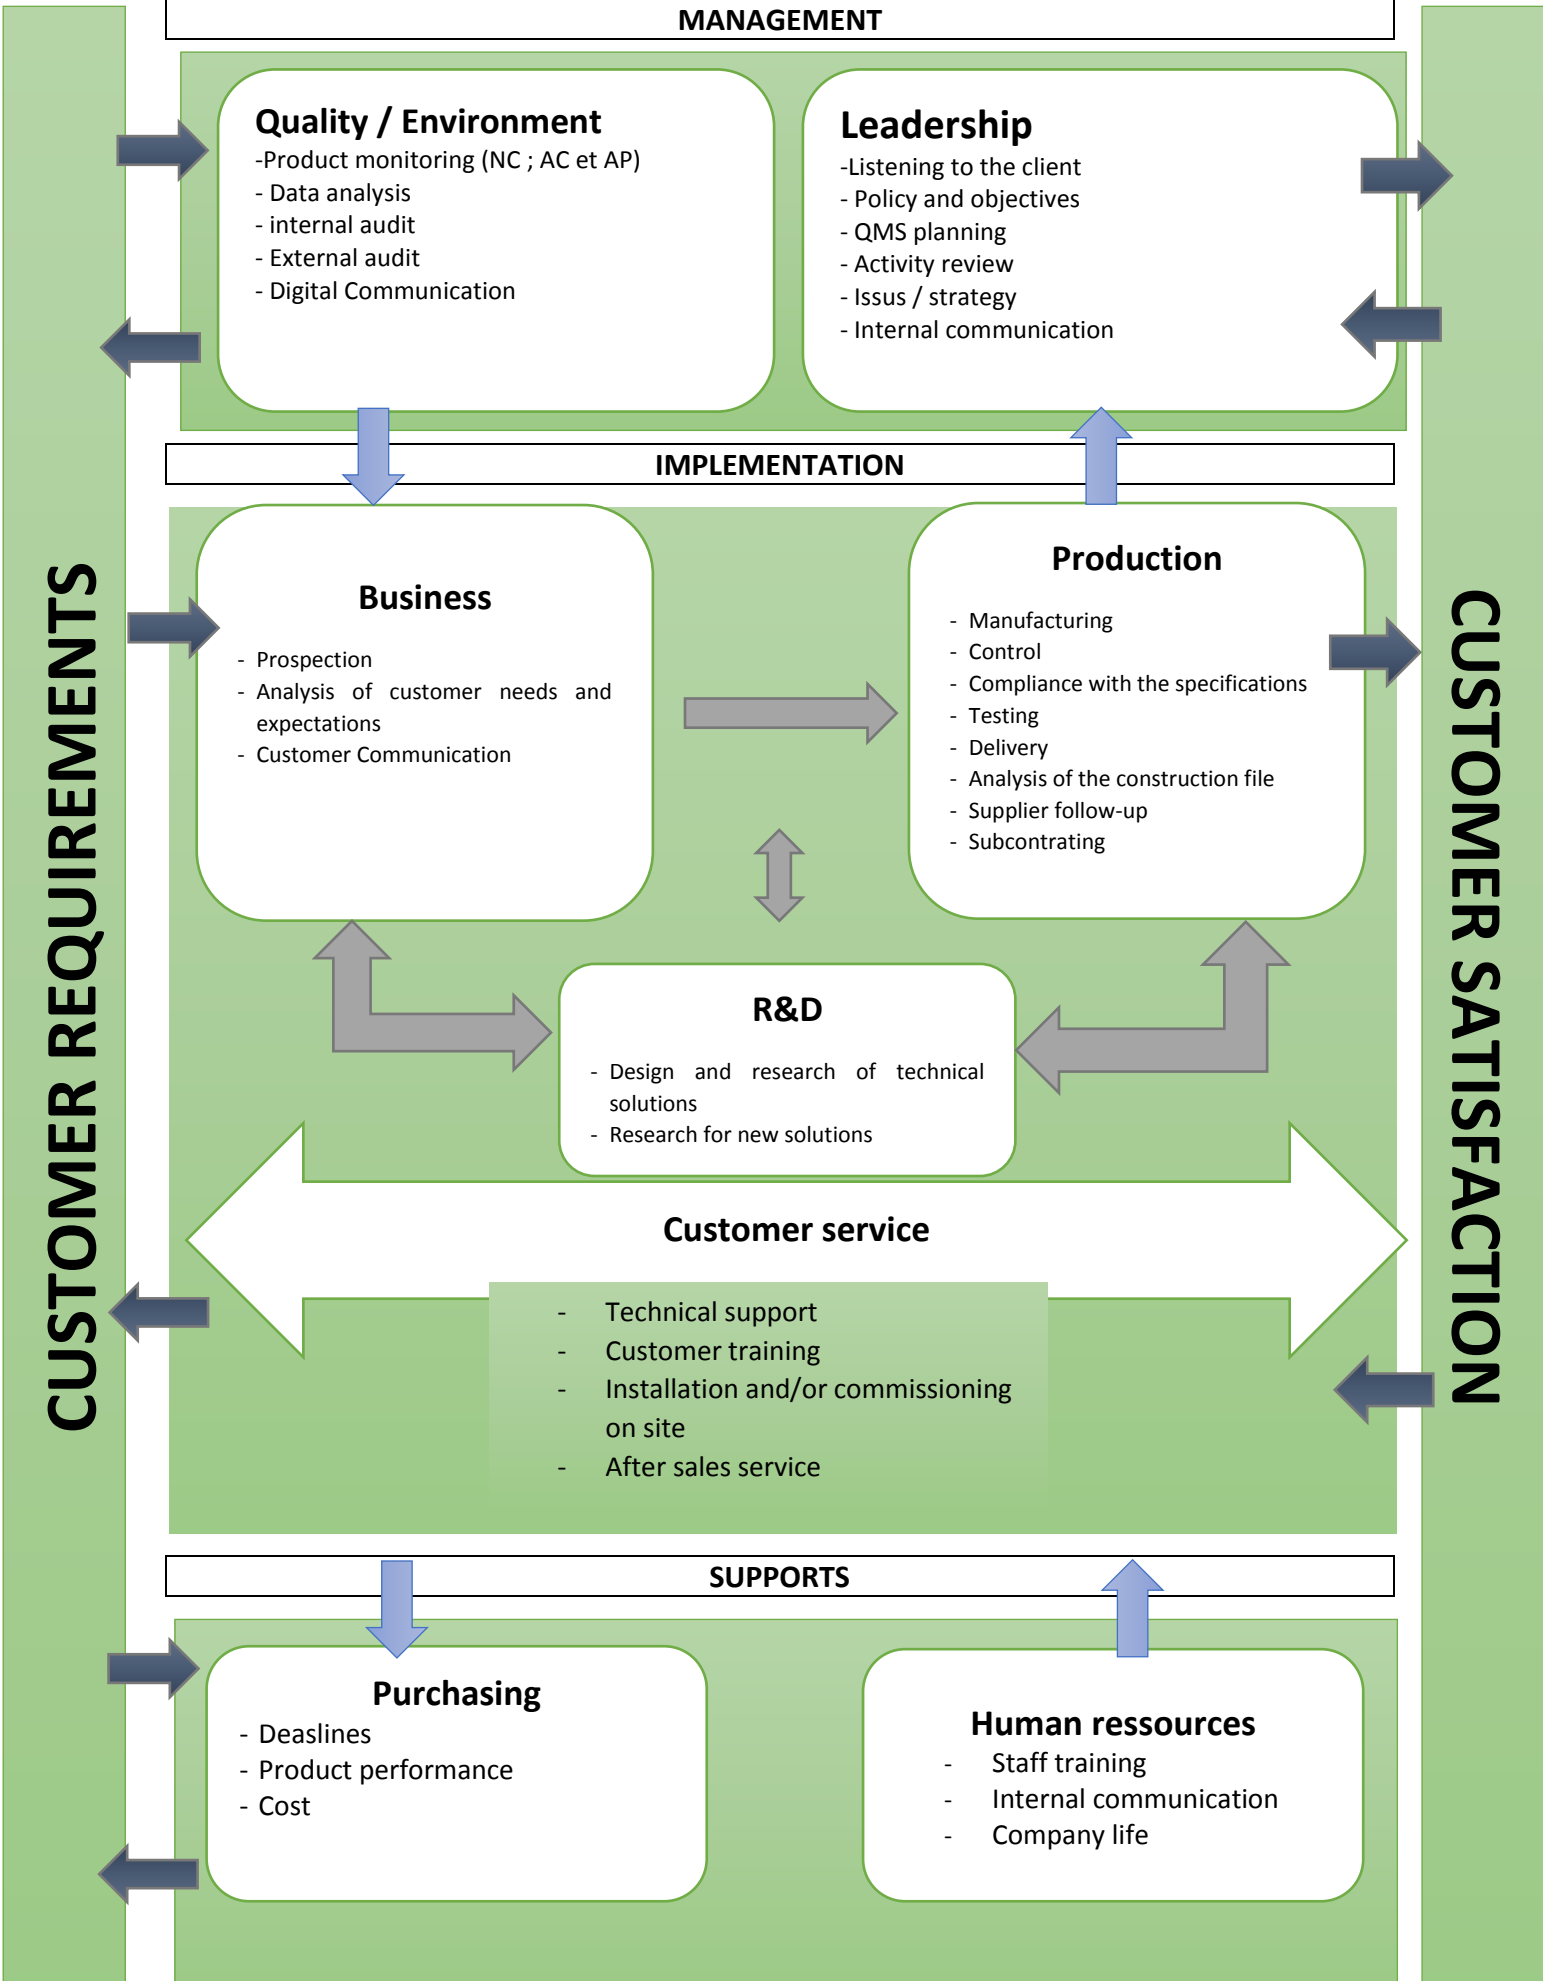 MANAGEMENT
Quality / Environment
-Product monitoring (NC ; AC et AP)
- Data analysis
- internal audit
- External audit
- Digital Communication
Leadership
-Listening to the client
- Policy and objectives
- QMS planning
- Activity review
- Issus / strategy
- Internal communication
IMPLEMENTATION
Business
- Prospection
- Analysis of customer needs and
expectations
- Customer Communication
Production
- Manufacturing
- Control
- Compliance with the specifications
- Testing
- Delivery
- Analysis of the construction file
- Supplier follow-up
- Subcontrating
R&D
- Design and research of technical
solutions
- Research for new solutions
Customer service
- Technical support
- Customer training
- Installation and/or commissioning
on site
- After sales service
SUPPORTS
Purchasing
- Deaslines
- Product performance
- Cost
Human ressources
- Staff training
- Internal communication
- Company life
CUSTOMER REQUIREMENTS
CUSTOMER SATISFACTION